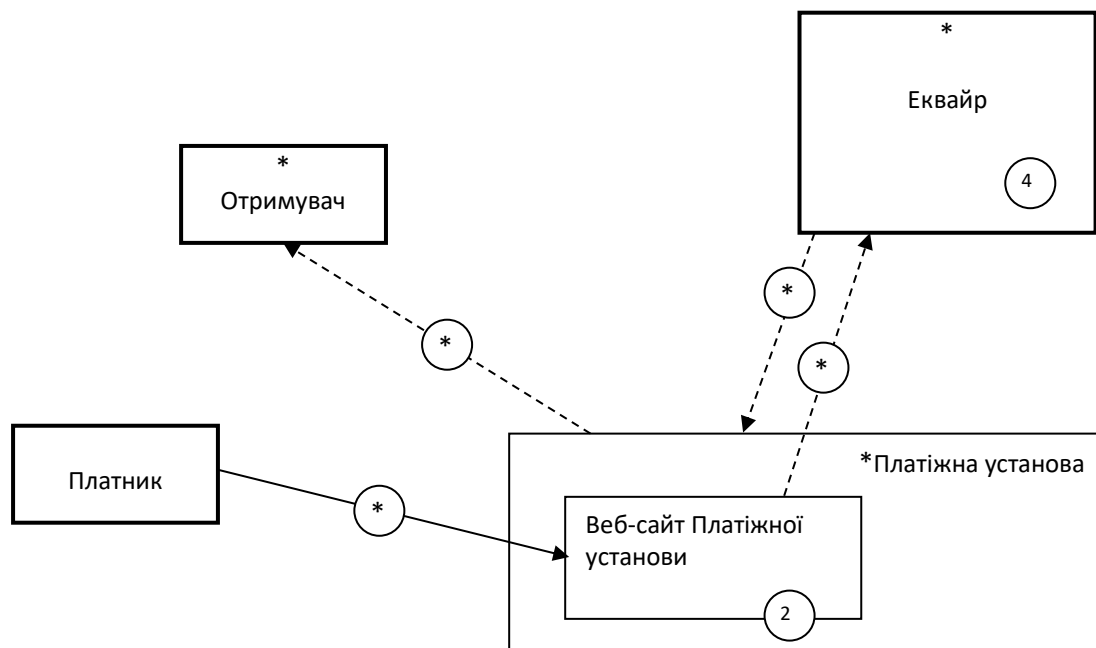 *
Еквайр
4
*
Отримувач
*
*
*
*Платіжна установа
Платник
*
Веб-сайт Платіжної
установи
2